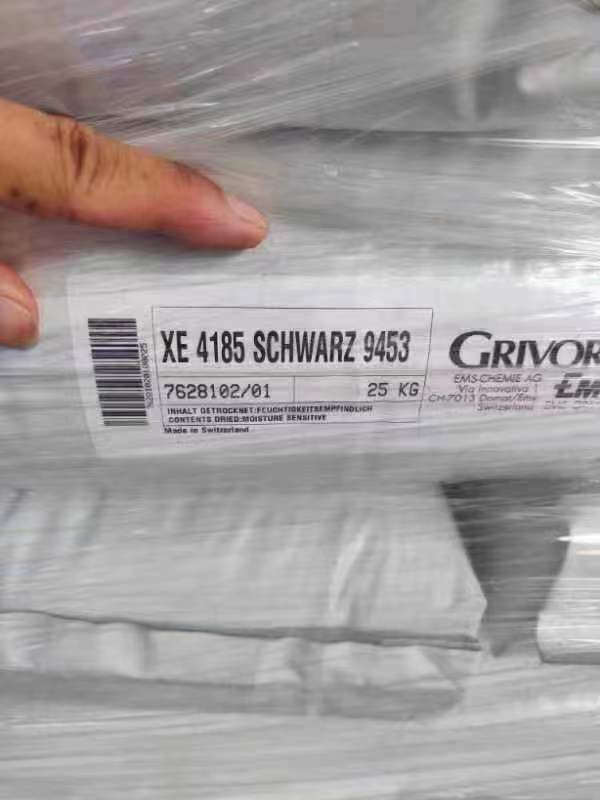 XE 4185 SCHWARZ 9453
7628102/01 25 KG
INHALT GETROCKNET:FEUCHTIGKEITSEMPFINDLICH
CONTENTS DRIED:MOISTURE SENSITIVE
Made in Switzerland
GRIVOR
EMS-CHEMIE AG
Via Innovativa 1
CH-7013 Domat/Ems
Switzerland
EM